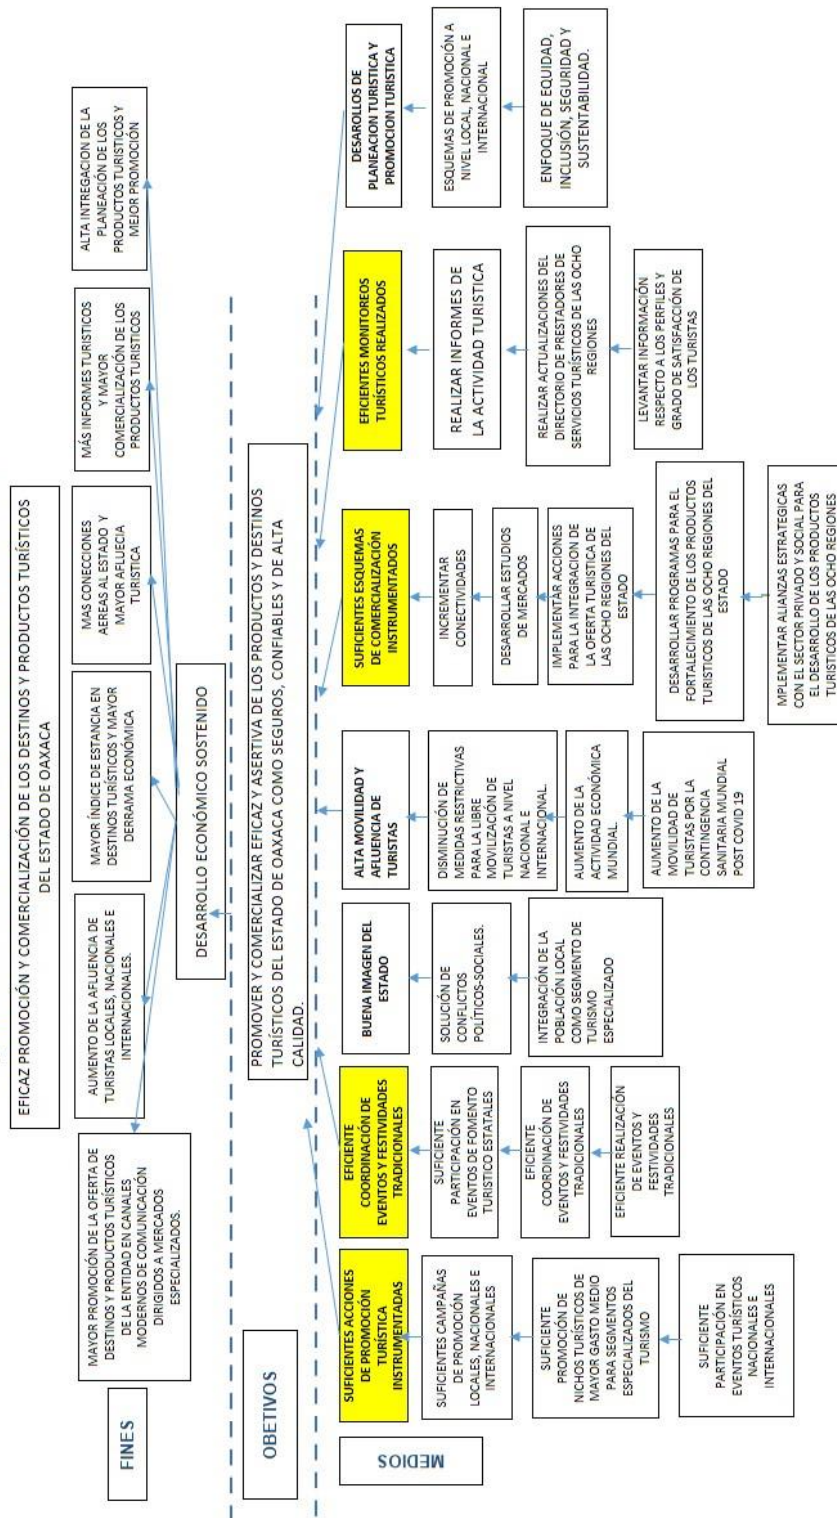 EFICAZ PROMOCIÓN Y COMERCIALIZACIÓN DE LOS DESTINOS Y PRODUCTOS TURÍSTICOS
DEL ESTADO DE OAXACA
FINES
MAYOR PROMOCIÓN DE LA OFERTA DE
DESTINOS Y PRODUCTOS TURÍSTICOS
DE LA ENTIDAD EN CANALES
MODERNOS DE COMUNICACIÓN
DIRIGIDOS A MERCADOS
ESPECIALIZADOS.
AUMENTO DE LA AFLUENCIA DE
TURISTAS LOCALES, NACIONALES E
INTERNACIONALES.
MAYOR ÍNDICE DE ESTANCIA EN
DESTINOS TURÍSTICOS Y MAYOR
DERRAMA ECONÓMICA
MAS CONECCIONES
AEREAS AL ESTADO Y
MAYOR AFLUECIA
TURISTICA
MÁS INFORMES TURISTICOS
Y MAYOR
COMERCIALIZACIÓN DE LOS
PRODUCTOS TURISTICOS
ALTA INTREGACION DE LA
PLANEACIÓN DE LOS
PRODUCTOS TURISTICOS Y
MEJOR PROMOCIÓN
DESARROLLO ECONÓMICO SOSTENIDO
OBETIVOS
PROMOVER Y COMERCIALIZAR EFICAZ Y ASERTIVA DE LOS PRODUCTOS Y DESTINOS
TURÍSTICOS DEL ESTADO DE OAXACA COMO SEGUROS, CONFIABLES Y DE ALTA
CALIDAD.
MEDIOS
SUFICIENTES ACCIONES
DE PROMOCIÓN
TURÍSTICA
INSTRUMENTADAS
SUFICIENTES CAMPAÑAS
DE PROMOCIÓN
LOCALES, NACIONALES E
INTERNACIONALES
SUFICIENTE
PROMOCIÓN DE
NICHOS TURÍSTICOS DE
MAYOR GASTO MEDIO
PARA SEGMENTOS
ESPECIALIZADOS DEL
TURISMO
SUFICIENTE
PARTICIPACIÓN EN
EVENTOS TURÍSTICOS
NACIONALES E
INTERNACIONALES
EFICIENTE
COORDINACIÓN DE
EVENTOS Y FESTIVIDADES
TRADICIONALES
SUFICIENTE
PARTICIPACIÓN EN
EVENTOS DE FOMENTO
TURISTICO ESTATALES
EFICIENTE
COORDINACIÓN DE
EVENTOS Y FESTIVIDADES
TRADICIONALES
EFICIENTE REALIZACIÓN
DE EVENTOS Y
FESTIVIDADES
TRADICIONALES
BUENA IMAGEN DEL
ESTADO
SOLUCIÓN DE
CONFLICTOS
POLÍTICOS-SOCIALES.
INTEGRACIÓN DE LA
POBLACIÓN LOCAL
COMO SEGMENTO DE
TURISMO
ESPECIALIZADO
ALTA MOVILIDAD Y
AFLUENCIA DE
TURISTAS
DISMINUCIÓN DE
MEDIDAS RESTRICTIVAS
PARA LA LIBRE
MOVILIZACIÓN DE
TURISTAS A NIVEL
NACIONAL E
INTERNACIONAL.
AUMENTO DE LA
ACTIVIDAD ECONÓMICA
MUNDIAL.
AUMENTO DE LA
MOVILIDAD DE
TURISTAS POR LA
CONTINGENCIA
SANITARIA MUNDIAL
POST COVID 19
SUFICIENTES ESQUEMAS
DE COMERCIALIZACIÓN
INSTRUMENTADOS
INCREMENTAR
CONECTIVIDADES
DESARROLLAR ESTUDIOS
DE MERCADOS
IMPLEMENTAR ACCIONES
PARA LA INTEGRACION DE
LA OFERTA TURISTICA DE
LAS OCHO REGIONES DEL
ESTADO
DESARROLLAR PROGRAMAS PARA EL
FORTALECIMIENTO DE LOS PRODUCTOS
TURISTICOS DE LAS OCHO REGIONES DEL
ESTADO
MPLEMENTAR ALIANZAS ESTRATEGICAS
CON EL SECTOR PRIVADO Y SOCIAL PARA
EL DESARROLLO DE LOS PRODUCTOS
TURISTICOS DE LAS OCHO REGIONES
EFICIENTES MONITOREOS
TURÍSTICOS REALIZADOS
REALIZAR INFORMES DE
LA ACTIVIDAD TURISTICA
REALIZAR ACTUALIZACIONES DEL
DIRECTORIO DE PRESTADORES DE
SERVICIOS TURÍSTICOS DE LAS OCHO
REGIONES
LEVANTAR INFORMACIÓN
RESPECTO A LOS PERFILES Y
GRADO DE SATISFACCIÓN DE
LOS TURISTAS
DESAROLLOS DE
PLANEACION TURISTICA Y
PROMOCION TURISTICA
ESQUEMAS DE PROMOCIÓN A
NIVEL LOCAL, NACIONAL E
INTERNACIONAL
ENFOQUE DE EQUIDAD,
INCLUSIÓN, SEGURIDAD Y
SUSTENTABILIDAD.